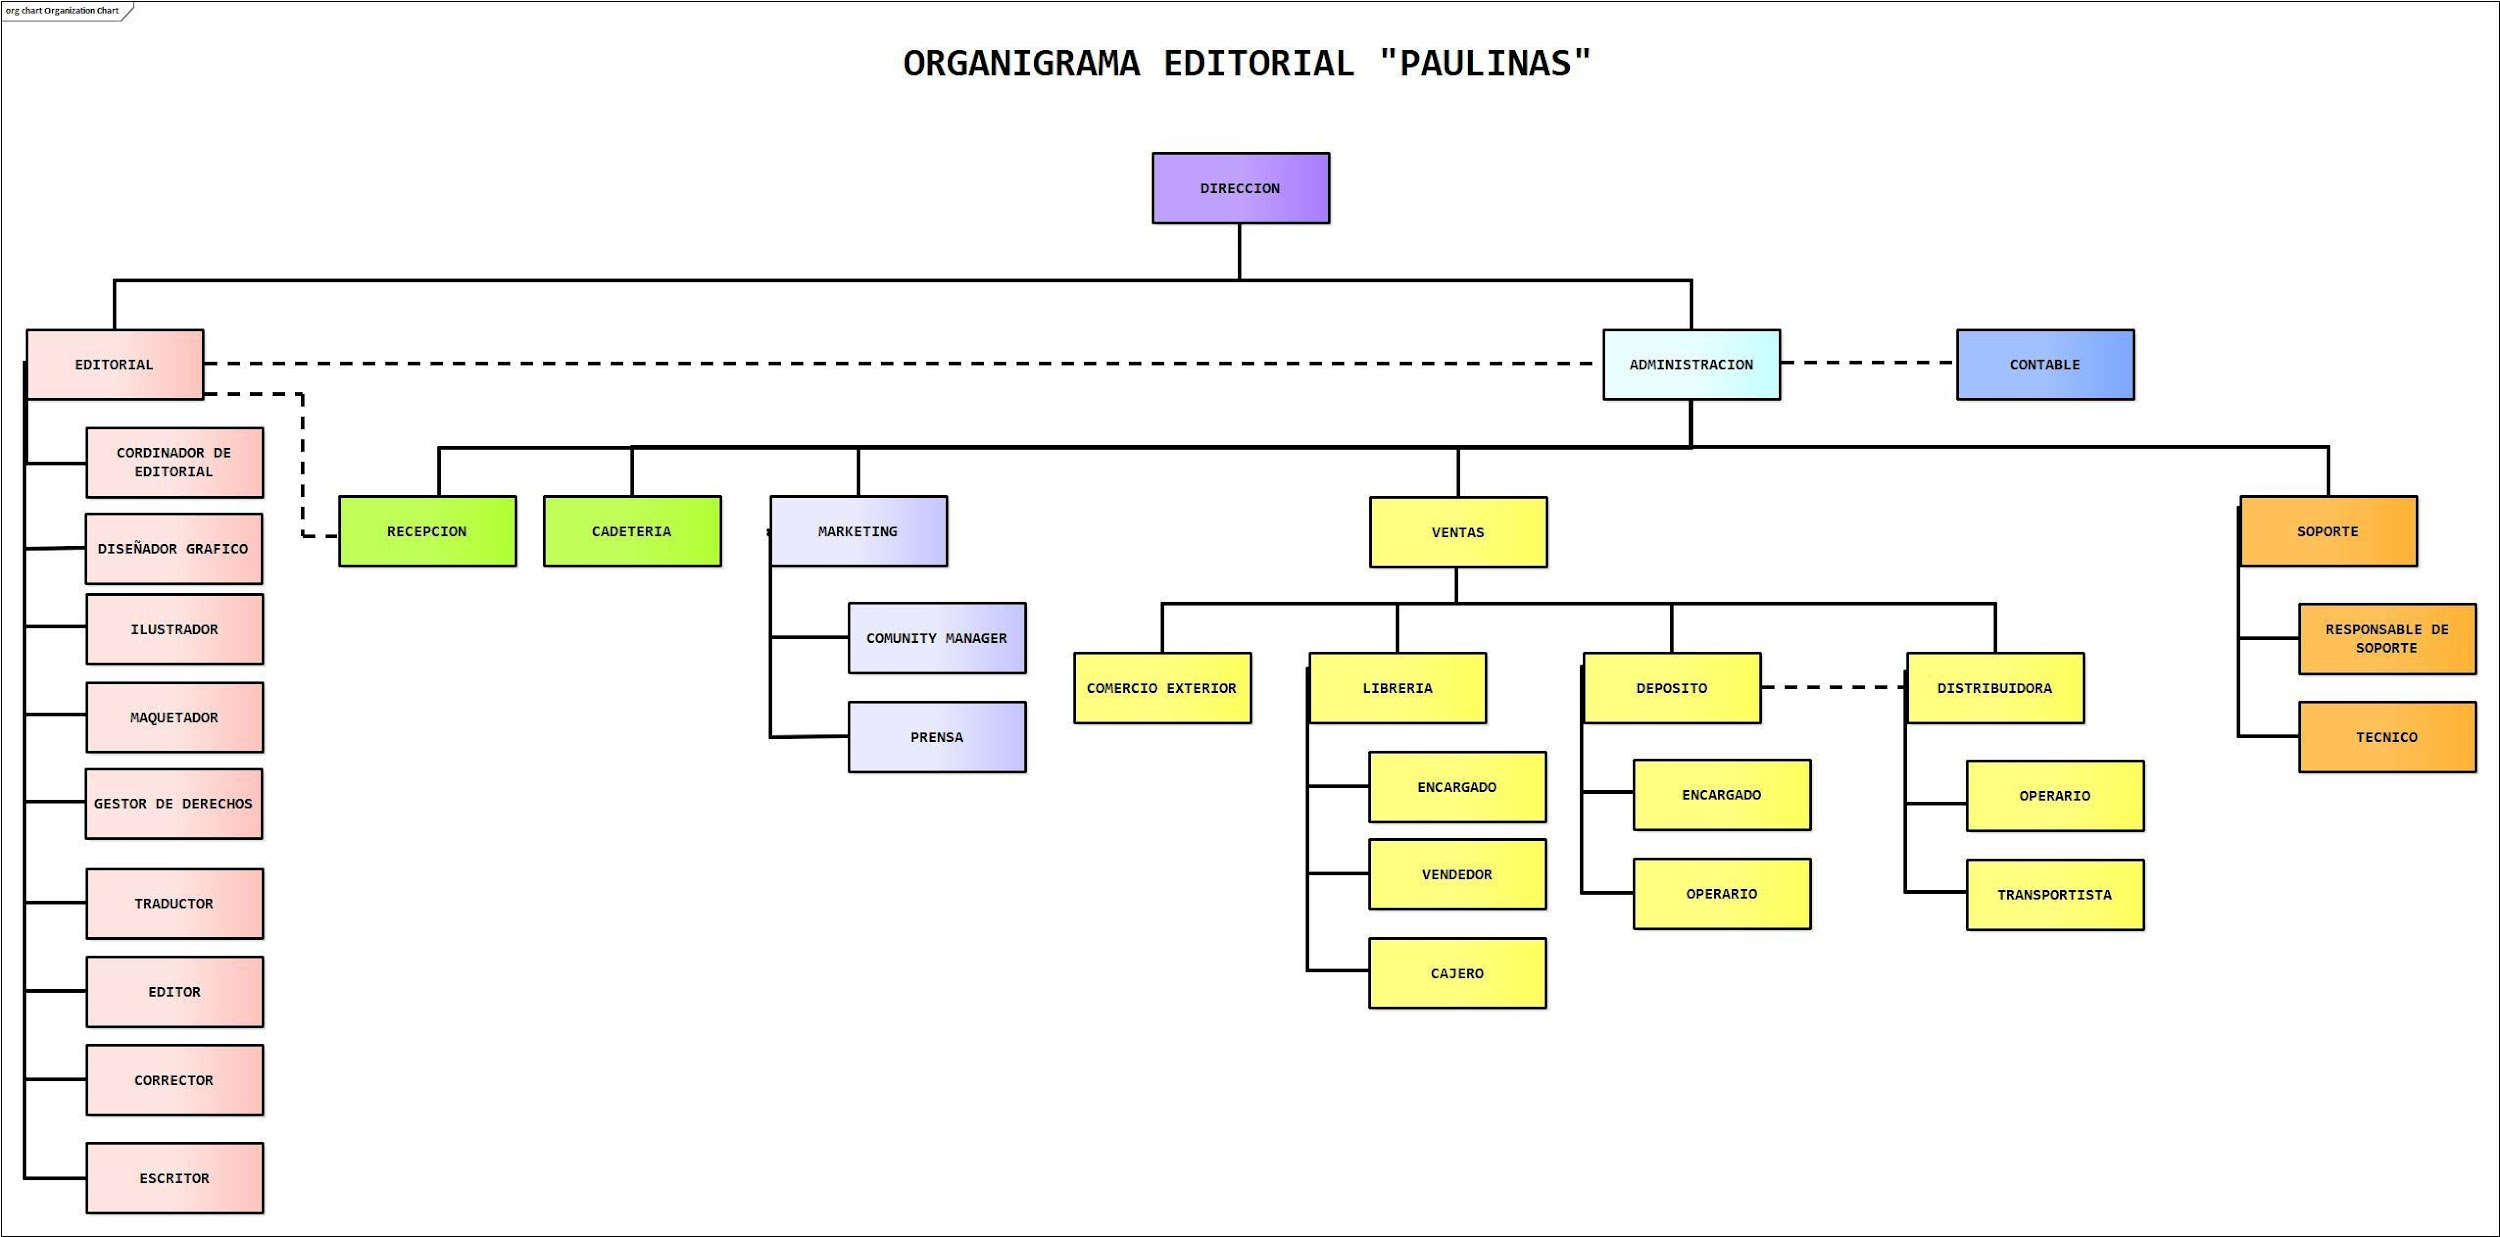 org chart Organization Chart
ORGANIGRAMA EDITORIAL "PAULINAS"
DIRECCION
EDITORIAL
ADMINISTRACION
CONTABLE
CORDINADOR DE
EDITORIAL
DISEÑADOR GRAFICO
ILUSTRADOR
MAQUETADOR
GESTOR DE DERECHOS
TRADUCTOR
EDITOR
CORRECTOR
ESCRITOR
RECEPCION
CADETERIA
MARKETING
COMUNITY MANAGER
PRENSA
VENTAS
COMERCIO EXTERIOR
LIBRERIA
ENCARGADO
VENDEDOR
CAJERO
DEPOSITO
ENCARGADO
OPERARIO
DISTRIBUIDORA
OPERARIO
TRANSPORTISTA
SOPORTE
RESPONSABLE DE
SOPORTE
TECNICO